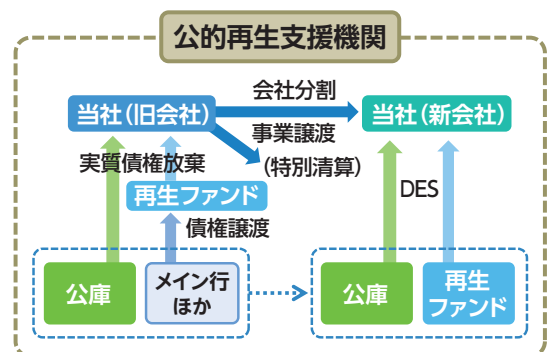 公的再生支援機関
会社分割
当社(旧会社)
当社(新会社)
事業譲渡
実質債権放棄
(特別清算)
再生ファンド
DES
債権譲渡
公庫
メイン行
ほか
公庫
再生
ファンド